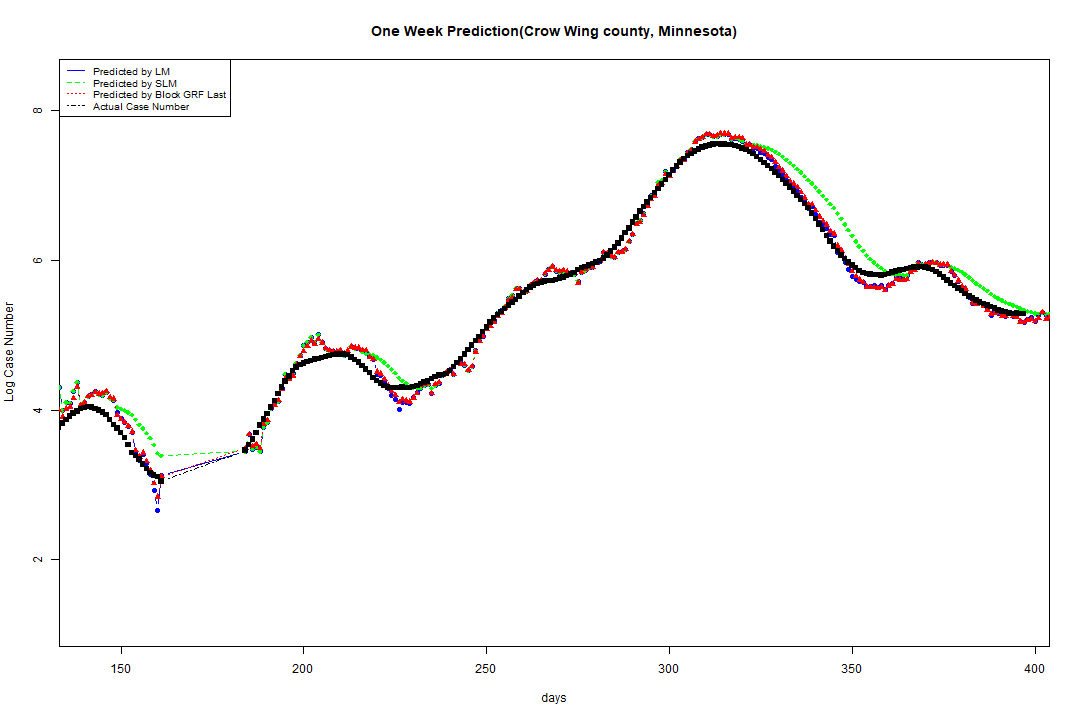 One Week Prediction(Crow Wing county, Minnesota)
Predicted by LM
Predicted by SLM
Predicted by Block GRF Last
Actual Case Number
8
6
4
2
Log Case Number
150 200 250 300 350 400
days